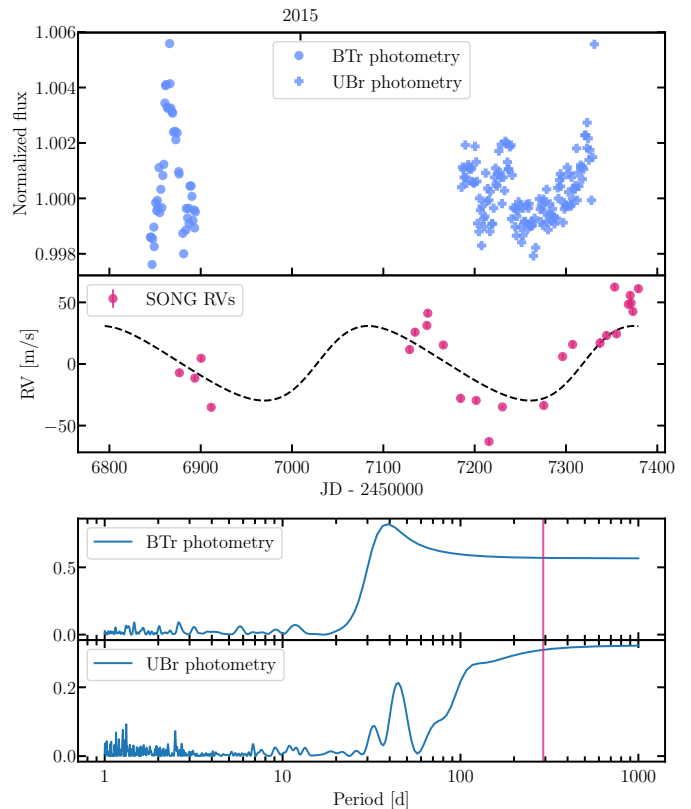 2015
1.006
1.004
1.002
1.000
0.998
Normalized flux
BTr photometry
UBr photometry
50
0
−50
RV [m/s]
SONG RVs
6800 6900 7000 7100 7200 7300 7400
JD - 2450000
0.5
0.0
BTr photometry
0.2
0.0
UBr photometry
1 10 100 1000
Period [d]